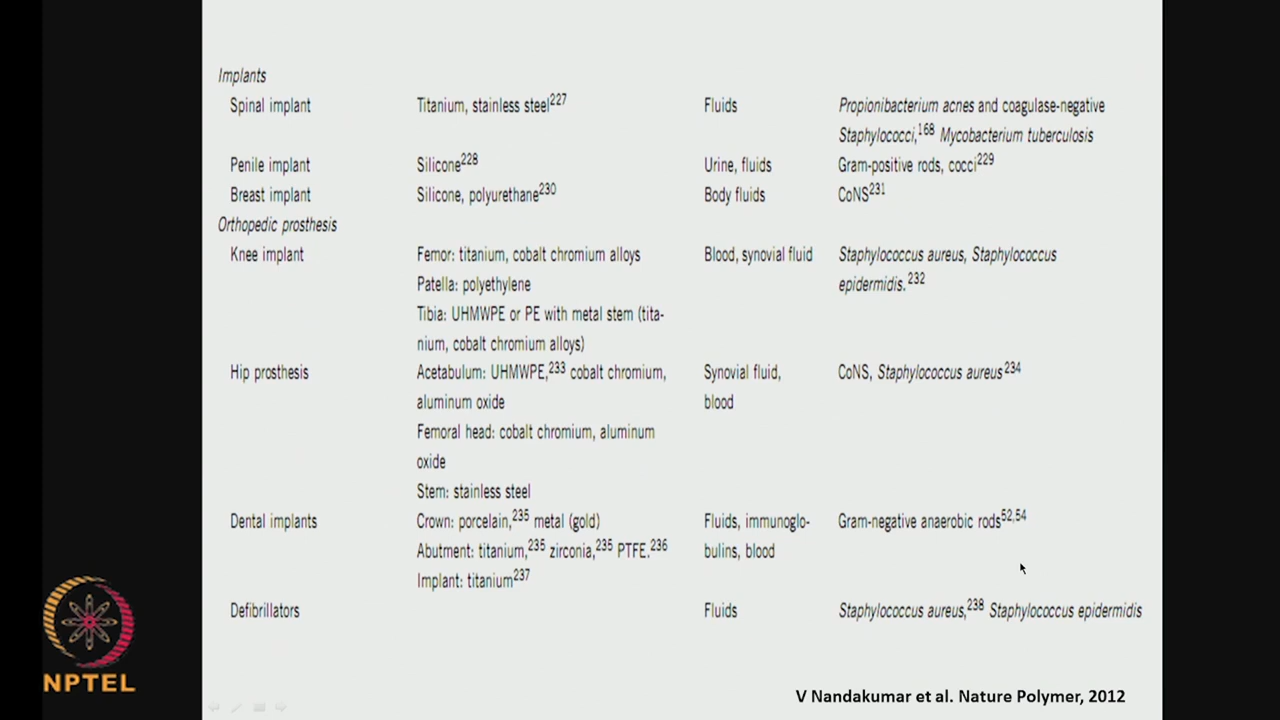 Implants
Spinal implant Titanium, stainless steel227 Fluids Propionibacterium acnes and coagulase-negative
Staphylococci,168 Mycobacterium tuberculosis
Penile implant Silicone228 Urine, fluids Gram-positive rods, cocci229
Breast implant Silicone, polyurethane230 Body fluids CoNS231
Orthopedic prosthesis
Knee implant Femor: titanium, cobalt chromium alloys Blood, synovial fluid Staphylococcus aureus, Staphylococcus
Patella: polyethylene epidermidis.232
Tibia: UHMWPE or PE with metal stem (tita-
nium, cobalt chromium alloys)
Hip prosthesis Acetabulum: UHMWPE,233 cobalt chromium, Synovial fluid, CoNS, Staphylococcus aureus234
aluminum oxide blood
Femoral head: cobalt chromium, aluminum
oxide
Stem: stainless steel
Dental implants Crown: porcelain,235 metal (gold) Fluids, immunoglo- Gram-negative anaerobic rods52,54
Abutment: titanium,235 zirconia,235 PTFE.236 bulins, blood
Implant: titanium237
Defibrillators Fluids Staphylococcus aureus,238 Staphylococcus epidermidis
NPTEL
V Nandakumar et al. Nature Polymer, 2012